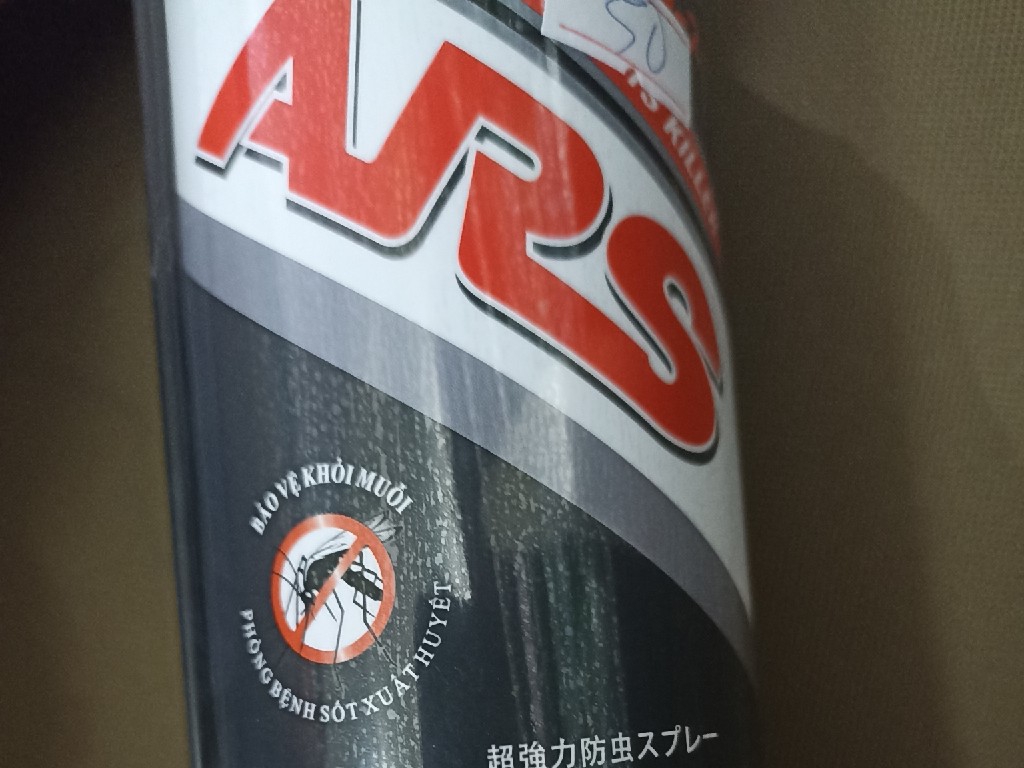 50
KILLER
ARS
BẢO VỆ KHỎI MUỖI
PHÒNG BỆNH SỐT XUẤT HUYẾT
超強力防虫スプレー